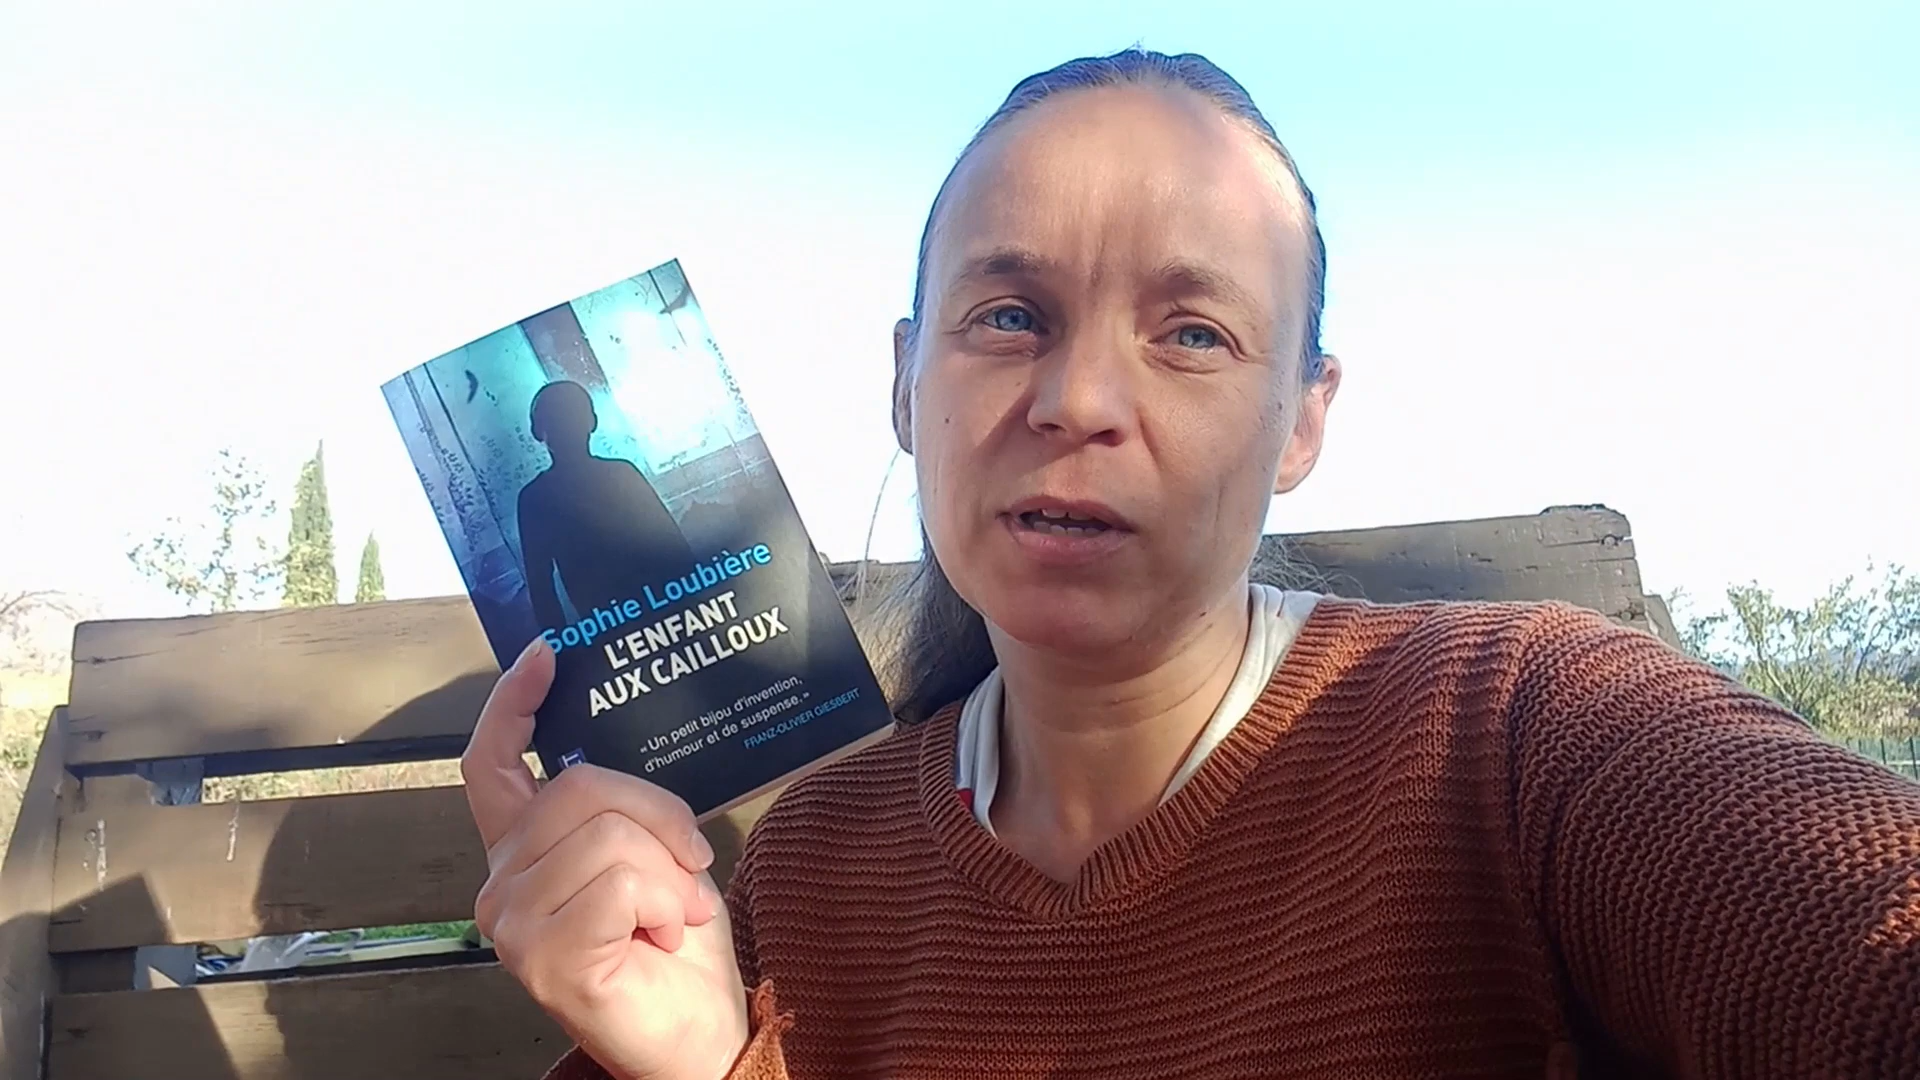 Sophie Loubière
L'ENFANT
AUX CAILLOUX
« Un petit bijou d'invention,
d'humour et de suspense. »
FRANZ-OLIVIER GIESBERT